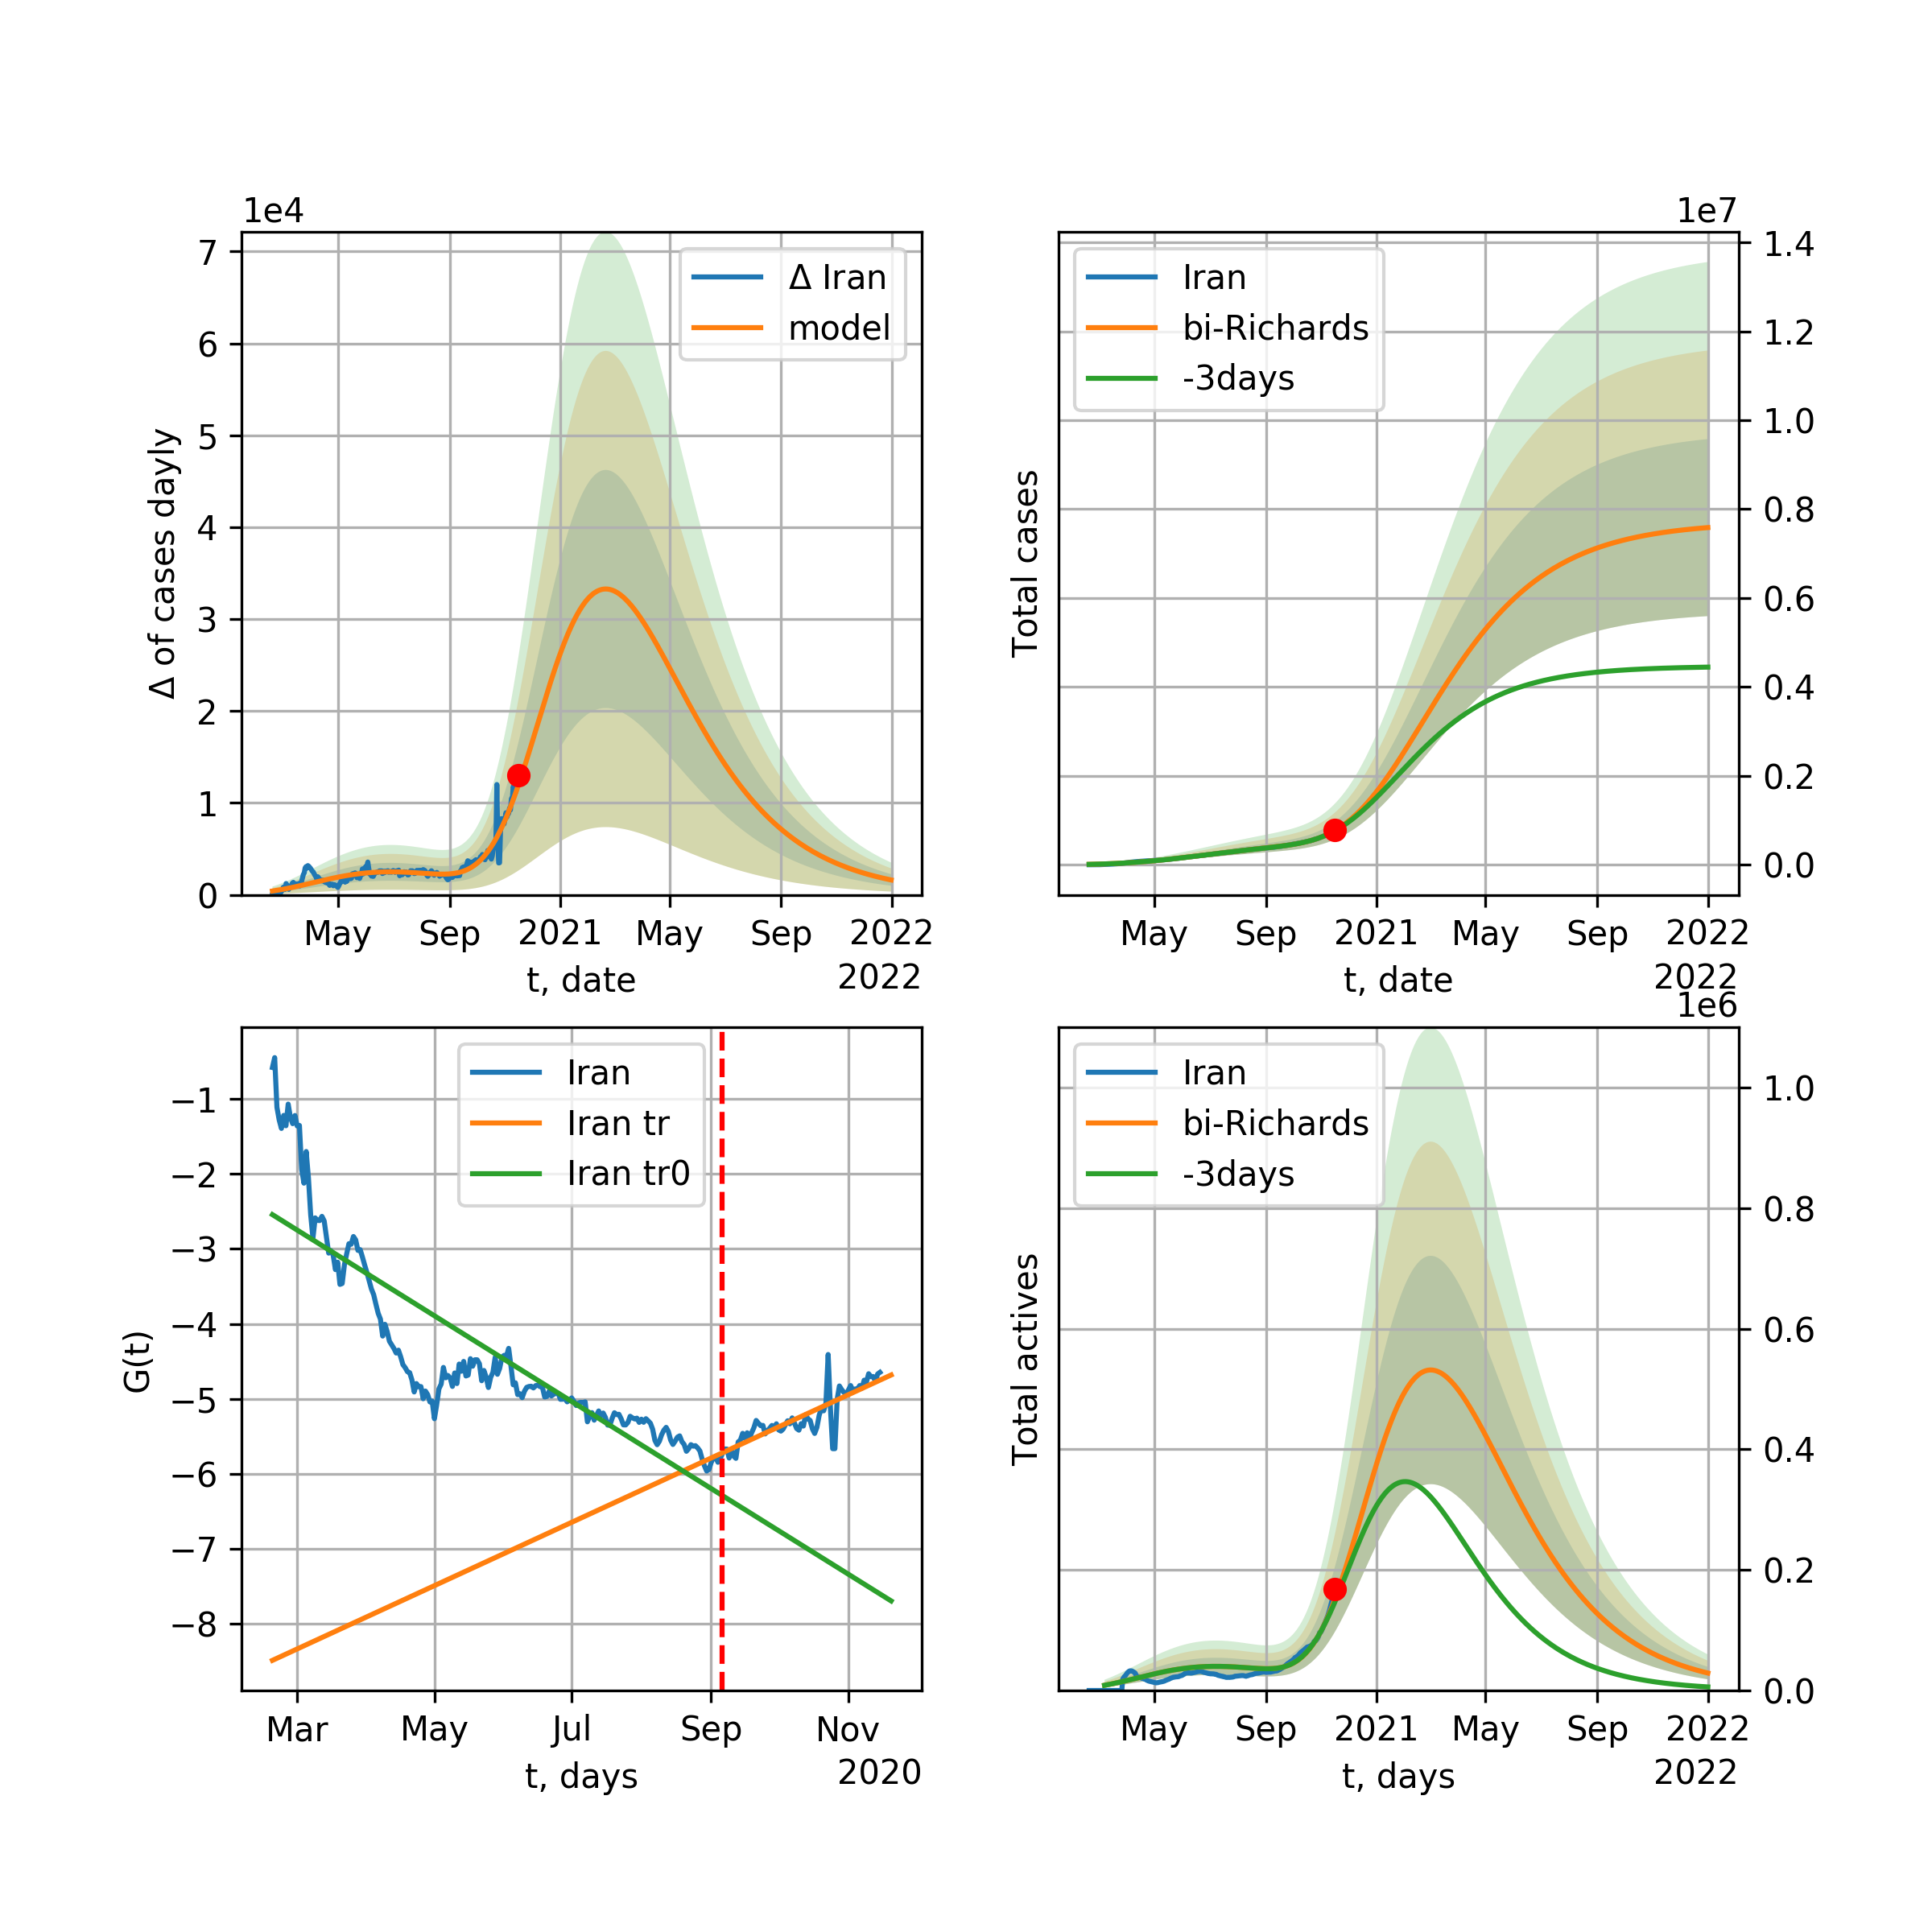 1e4
7
6
5
4
3
2
1
0
Δ of cases dayly
Δ Iran
model
May Sep 2021 May Sep 2022
t, date
2022
1e7
1.4
1.2
1.0
0.8
0.6
0.4
0.2
0.0
Total cases
Iran
bi-Richards
-3days
May Sep 2021 May Sep 2022
t, date
2022
−1
−2
−3
−4
−5
−6
−7
−8
G(t)
Iran
Iran tr
Iran tr0
Mar May Jul Sep Nov
t, days
2020
1e6
1.0
0.8
0.6
0.4
0.2
0.0
Total actives
Iran
bi-Richards
-3days
May Sep 2021 May Sep 2022
t, days
2022